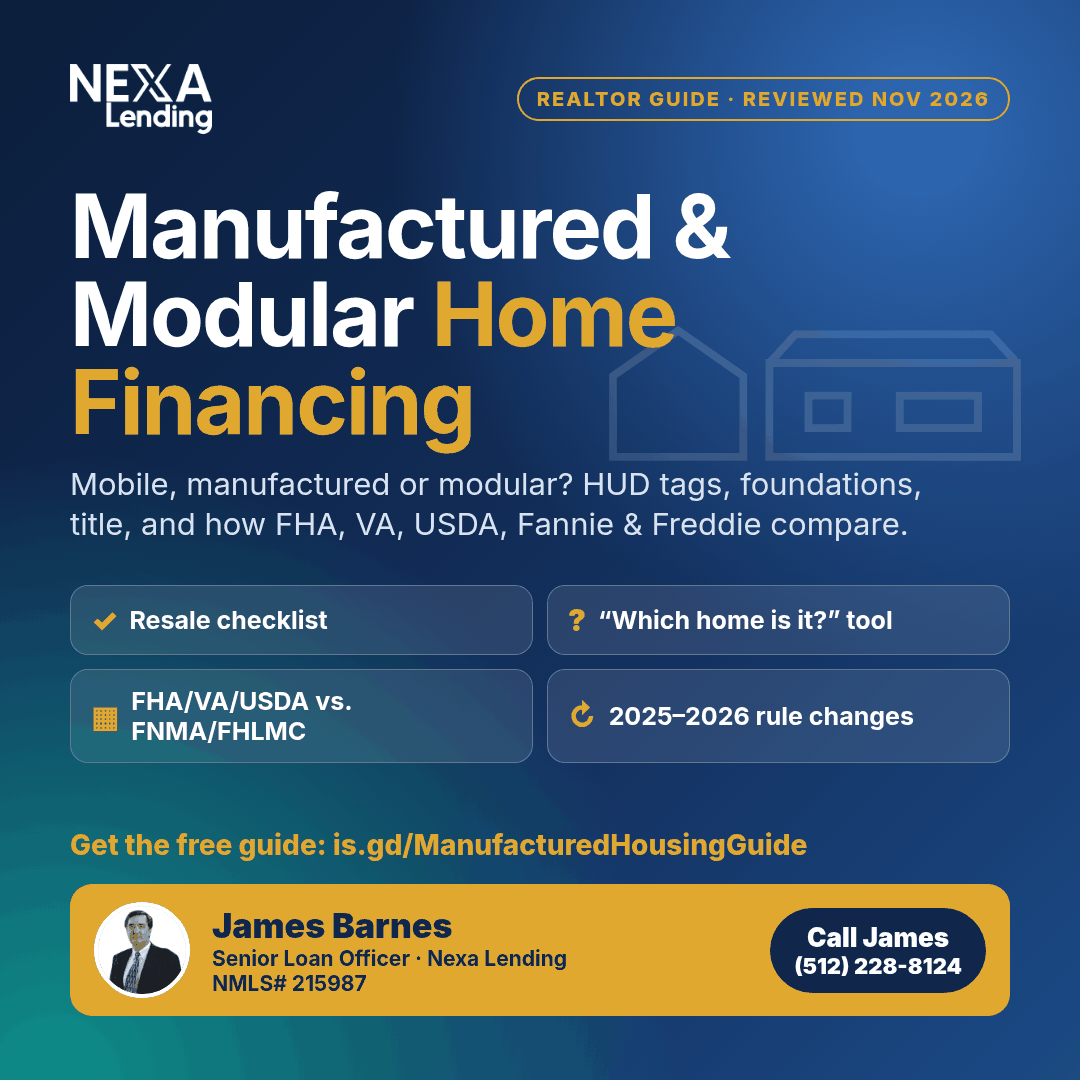 NEXA
Lending
REALTOR GUIDE · REVIEWED NOV 2026
Manufactured &
Modular Home
Financing
Mobile, manufactured or modular? HUD tags, foundations,
title, and how FHA, VA, USDA, Fannie & Freddie compare.
Resale checklist
? “Which home is it?” tool
FHA/VA/USDA vs.
FNMA/FHLMC
2025–2026 rule changes
Get the free guide: is.gd/ManufacturedHousingGuide
James Barnes
Senior Loan Officer · Nexa Lending
NMLS# 215987
Call James
(512) 228-8124